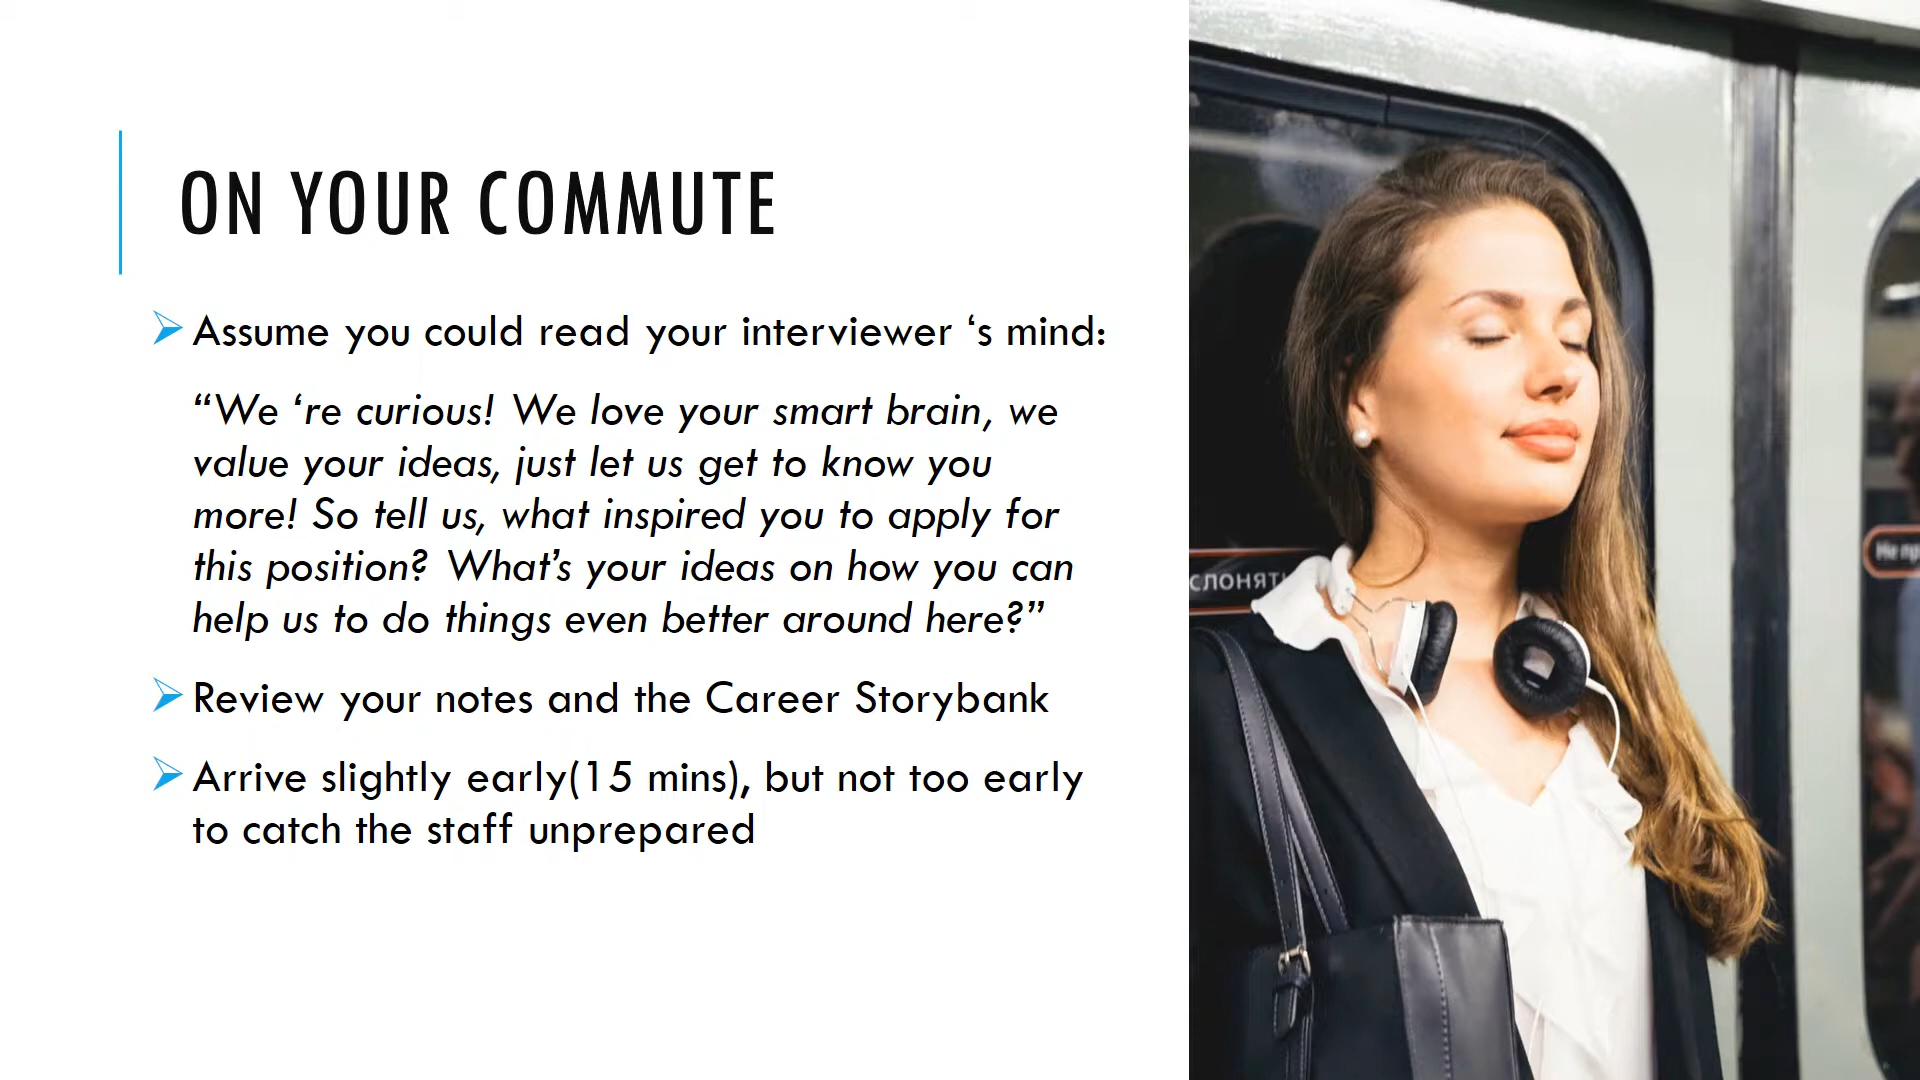 ON YOUR COMMUTE
Assume you could read your interviewer ‘s mind:
“We ‘re curious! We love your smart brain, we
value your ideas, just let us get to know you
more! So tell us, what inspired you to apply for
this position? What’s your ideas on how you can
help us to do things even better around here?”
Review your notes and the Career Storybank
Arrive slightly early(15 mins), but not too early
to catch the staff unprepared
слонять
Не пр